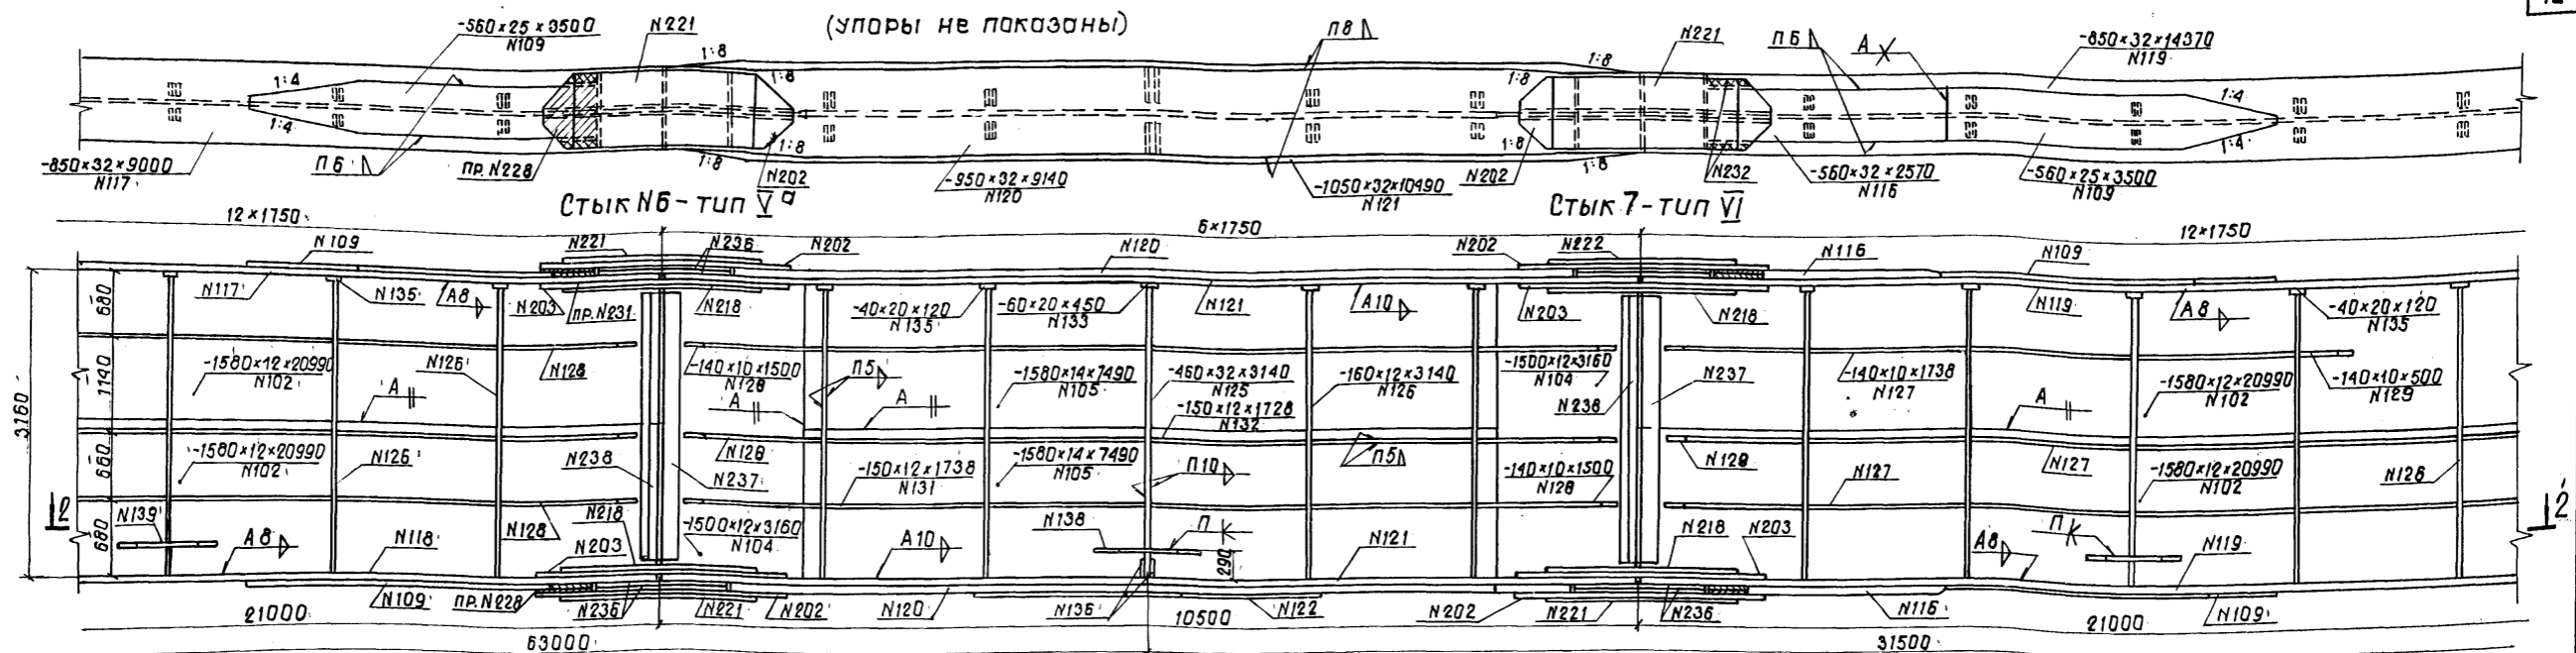 (упоры не показаны)
12
-560×25×3500
N109
N221
1:8
1:8
П8
1:8
1:8
N221
П6
А
-850×32×14370
N119
1:4
1:4
1:4
1:4
-850×32×9000
N117
П6
пр. N228
1:8
1:8
N202
-950×32×9140
N120
-1050×32×10490
N121
N202
1:8
1:8
N232
-560×32×2570
N116
-560×25×3500
N109
Стык N6 - тип Vа
Стык 7 - тип VI
12×1750
6×1750
12×1750
N109
N221
N236
N202
N120
N202
N222
N116
N109
N117
N135
А8
N203
пр. N231
N218
-40×20×120
N135
-60×20×450
N133
N121
А10
N203
N218
N119
А8
-40×20×120
N135
3160
680
1140
660
680
-1580×12×20990
N102
N126
N128
-140×10×1500
N128
П5
-1580×14×7490
N105
-460×32×3140
N125
-160×12×3140
N126
-1500×12×3160
N104
N237
-140×10×1738
N127
-1580×12×20990
N102
-140×10×500
N129
А
А
А
-150×12×1728
N132
N238
А
-1580×12×20990
N102
N126
N238
N128
N237
-150×12×1738
N131
-1580×14×7490
N105
П10
П5
-140×10×1500
N128
N128
N127
N127
-1580×12×20990
N102
N126
2
2
N139
А8
N118
N128
N203
N218
-1500×12×3160
N104
А10
N138
П
290
N121
N218
N203
А8
П
N119
N109
пр. N228
N236
N221
N202
N120
N136
N122
N202
N221
N236
N116
N109
21000
10500
21000
63000
31500